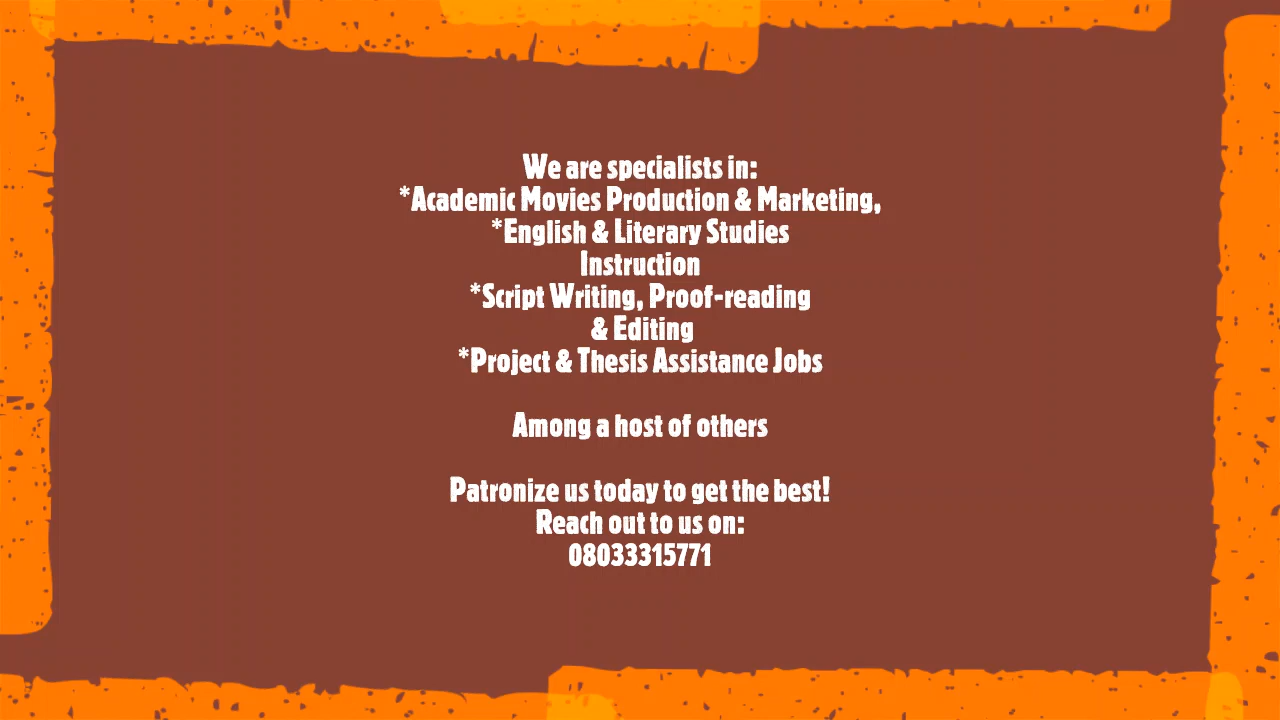 We are specialists in:
*Academic Movies Production & Marketing,
*English & Literary Studies
Instruction
*Script Writing, Proof-reading
& Editing
*Project & Thesis Assistance Jobs
Among a host of others
Patronize us today to get the best!
Reach out to us on:
08033315771